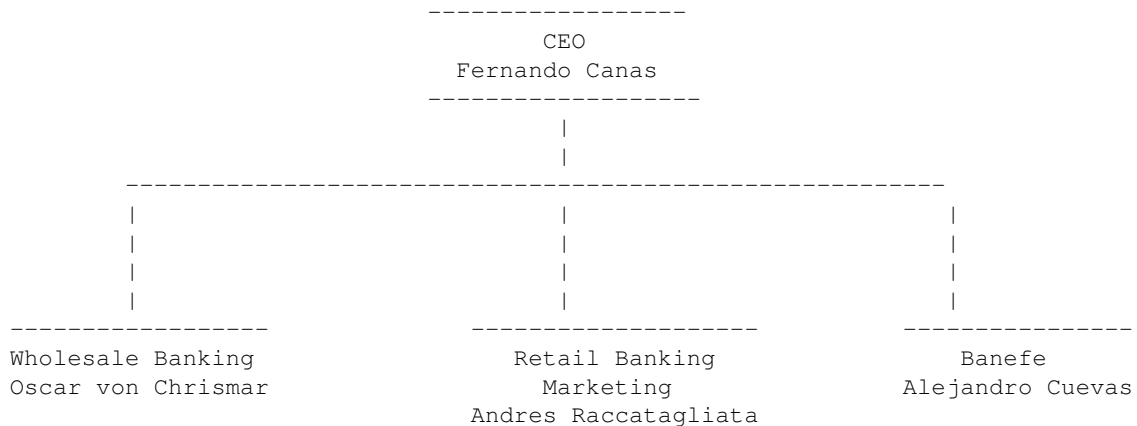 CEO
Fernando Canas
Wholesale Banking
Oscar von Chrismar
Retail Banking
Marketing
Andres Raccatagliata
Banefe
Alejandro Cuevas